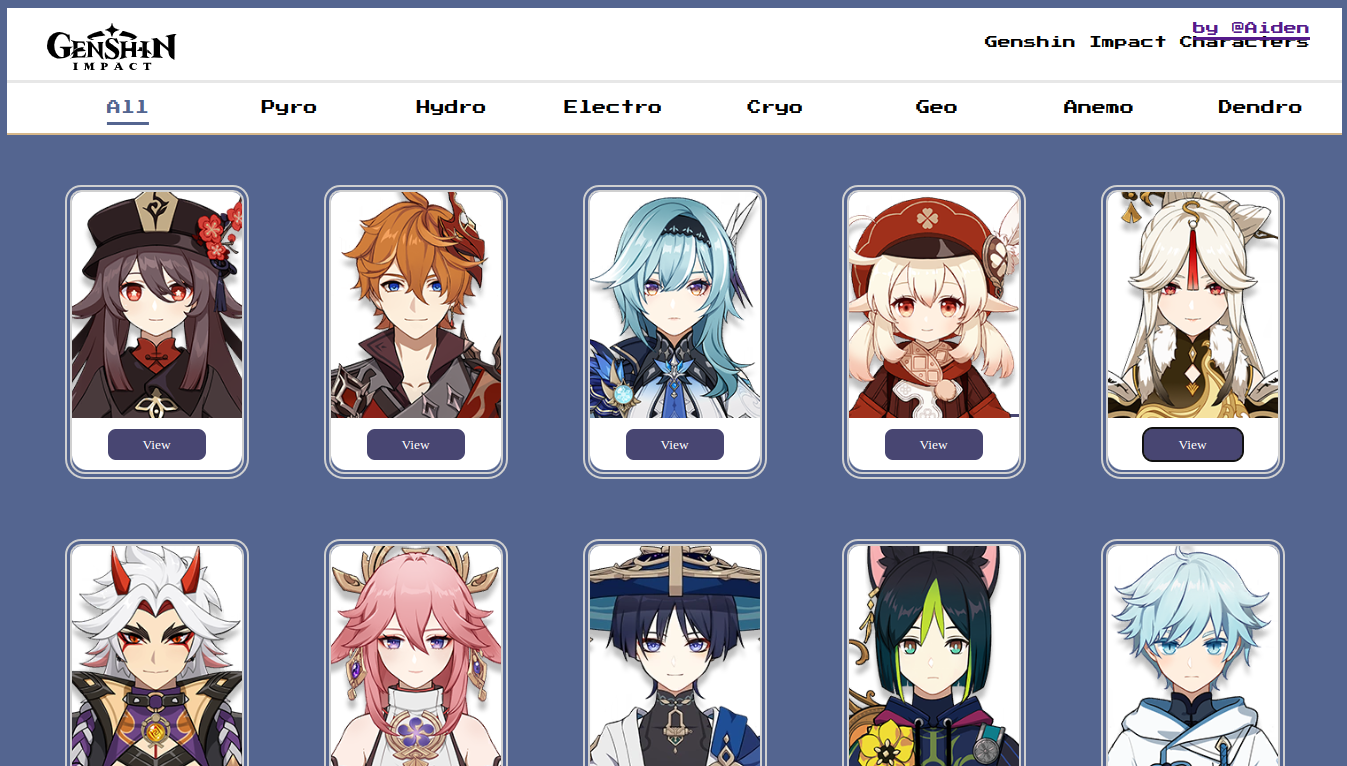 GENSHIN
IMPACT
by @Aiden
Genshin Impact Characters
All Pyro Hydro Electro Cryo Geo Anemo Dendro
View View View View View